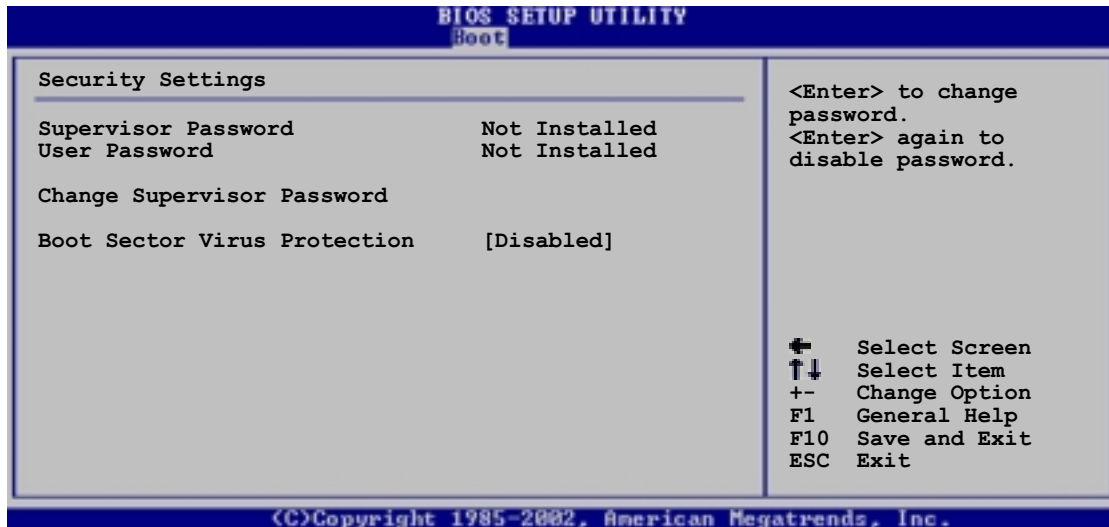 BIOS SETUP UTILITY
Boot
Security Settings
Supervisor Password Not Installed
User Password Not Installed
Change Supervisor Password
Boot Sector Virus Protection [Disabled]
<Enter> to change
password.
<Enter> again to
disable password.
← Select Screen
↑↓ Select Item
+- Change Option
F1 General Help
F10 Save and Exit
ESC Exit
(C)Copyright 1985-2002, American Megatrends, Inc.